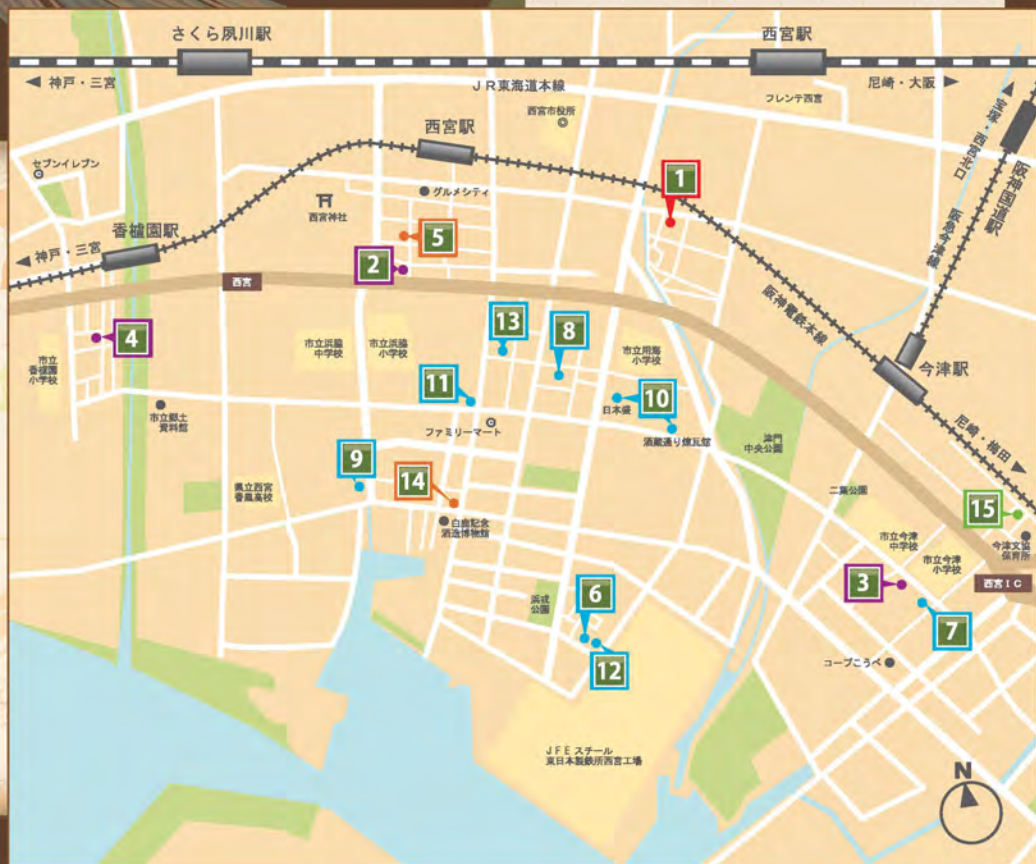 さくら夙川駅
西宮駅
神戸・三宮
JR東海道本線
尼崎・大阪
西宮市役所
フレンテ西宮
宝塚・西宮北口
阪神国道駅
阪急今津線
セブンイレブン
西宮駅
グルメシティ
西宮神社
1
5
2
香櫨園駅
神戸・三宮
西宮
阪神電鉄本線
今津駅
尼崎・梅田
4
市立
香櫨園
小学校
市立浜脇
中学校
市立浜脇
小学校
13
8
市立用海
小学校
11
10
日本盛
酒蔵通り煉瓦館
市立郷土
資料館
ファミリーマート
津門
中央公園
9
14
県立西宮
香風高校
白鹿記念
酒造博物館
二葉公園
15
市立今津
中学校
市立今津
小学校
今津文協
保育所
西宮IC
3
7
浜戎
公園
6
12
コープこうべ
JFEスチール
東日本製鉄所西宮工場
N